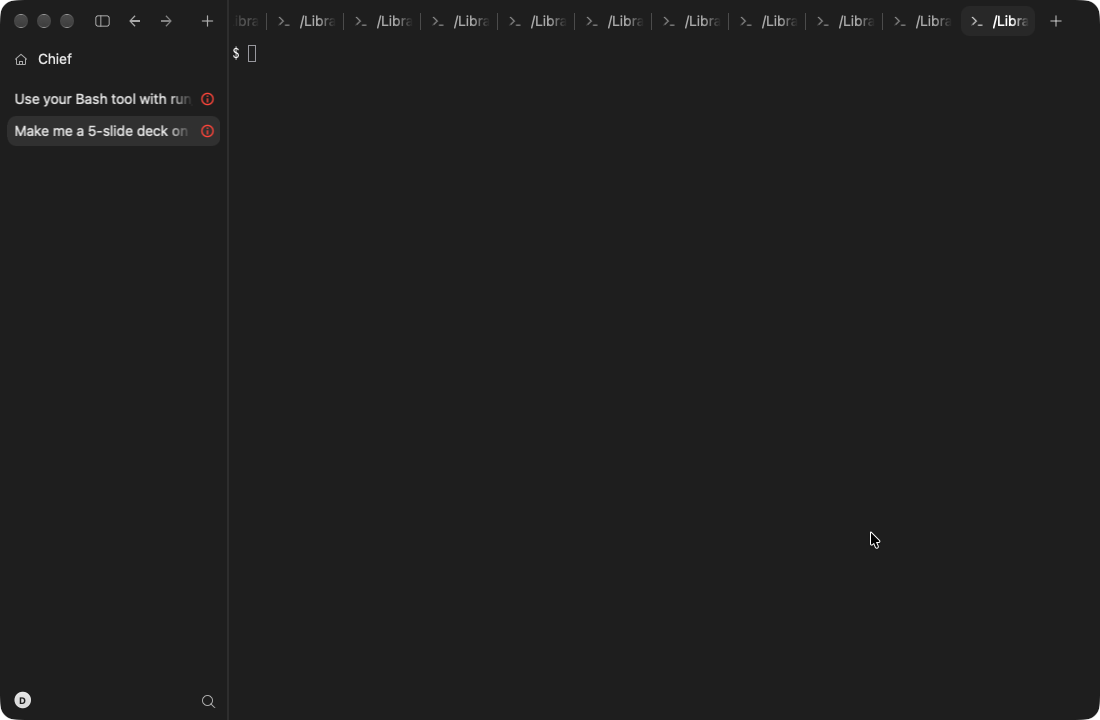 /Libra /Libra /Libra /Libra /Libra /Libra /Libra /Libra /Libra /Libra
Chief
$
Use your Bash tool with run
Make me a 5-slide deck on
D